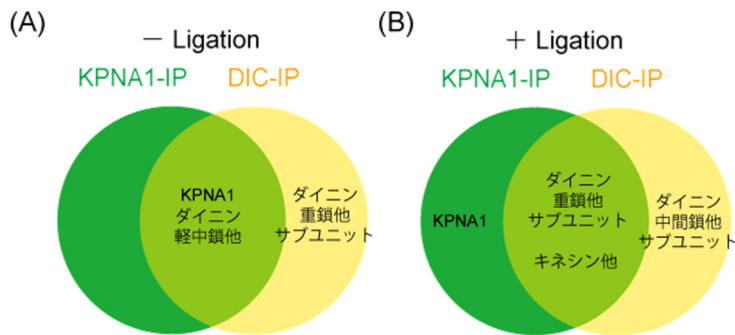 (A)
— Ligation
KPNA1-IP DIC-IP
KPNA1
ダイニン
軽中鎖他
ダイニン
重鎖他
サブユニット
(B)
+ Ligation
KPNA1-IP DIC-IP
KPNA1
ダイニン
重鎖他
サブユニット
キネシン他
ダイニン
中間鎖他
サブユニット